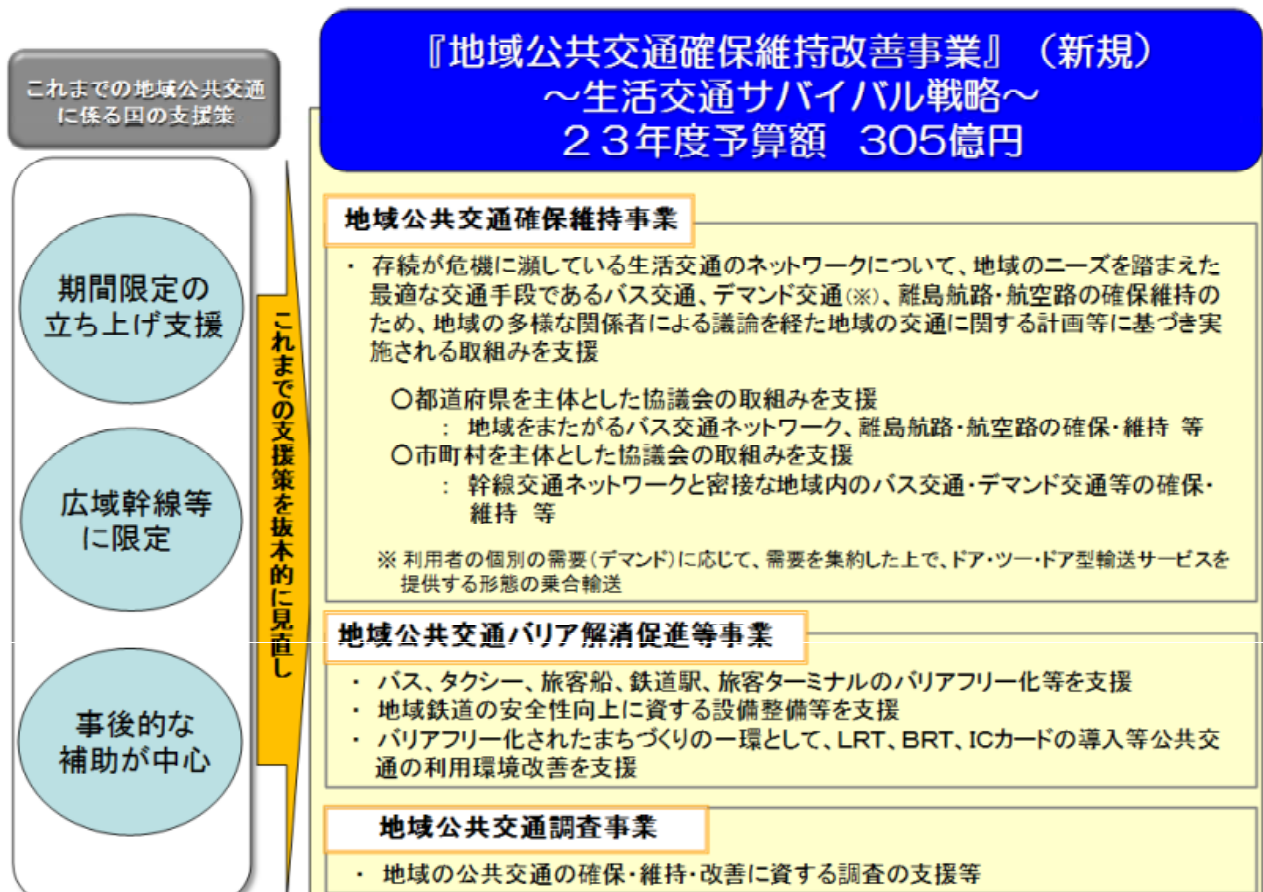 『地域公共交通確保維持改善事業』（新規）
～生活交通サバイバル戦略～
２３年度予算額　305億円
これまでの地域公共交通
に係る国の支援策
期間限定の
立ち上げ支援
広域幹線等
に限定
事後的な
補助が中心
これまでの支援策を抜本的に見直し
地域公共交通確保維持事業
・ 存続が危機に瀕している生活交通のネットワークについて、地域のニーズを踏まえた
最適な交通手段であるバス交通、デマンド交通（※）、離島航路・航空路の確保維持の
ため、地域の多様な関係者による議論を経た地域の交通に関する計画等に基づき実
施される取組みを支援
○都道府県を主体とした協議会の取組みを支援
： 地域をまたがるバス交通ネットワーク、離島航路・航空路の確保・維持 等
○市町村を主体とした協議会の取組みを支援
： 幹線交通ネットワークと密接な地域内のバス交通・デマンド交通等の確保・
維持 等
※ 利用者の個別の需要（デマンド）に応じて、需要を集約した上で、ドア・ツー・ドア型輸送サービスを
提供する形態の乗合輸送
地域公共交通バリア解消促進等事業
・ バス、タクシー、旅客船、鉄道駅、旅客ターミナルのバリアフリー化等を支援
・ 地域鉄道の安全性向上に資する設備整備等を支援
・ バリアフリー化されたまちづくりの一環として、LRT、BRT、ICカードの導入等公共交
通の利用環境改善を支援
地域公共交通調査事業
・ 地域の公共交通の確保・維持・改善に資する調査の支援等